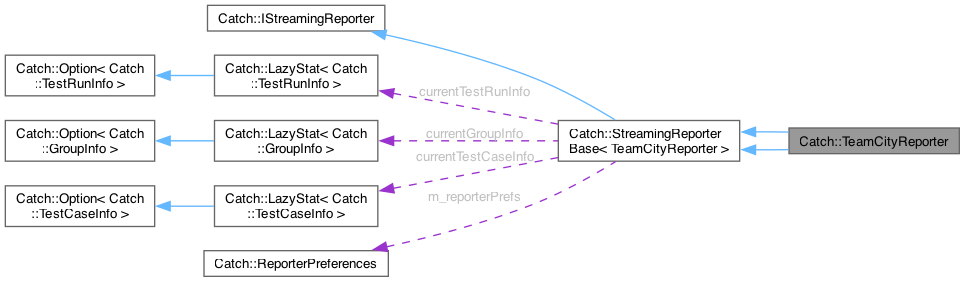 Catch::IStreamingReporter
Catch::Option< Catch
::TestRunInfo >
Catch::LazyStat< Catch
::TestRunInfo >
currentTestRunInfo
Catch::Option< Catch
::GroupInfo >
Catch::LazyStat< Catch
::GroupInfo >
currentGroupInfo
Catch::StreamingReporter
Base< TeamCityReporter >
Catch::TeamCityReporter
currentTestCaseInfo
Catch::Option< Catch
::TestCaseInfo >
Catch::LazyStat< Catch
::TestCaseInfo >
m_reporterPrefs
Catch::ReporterPreferences